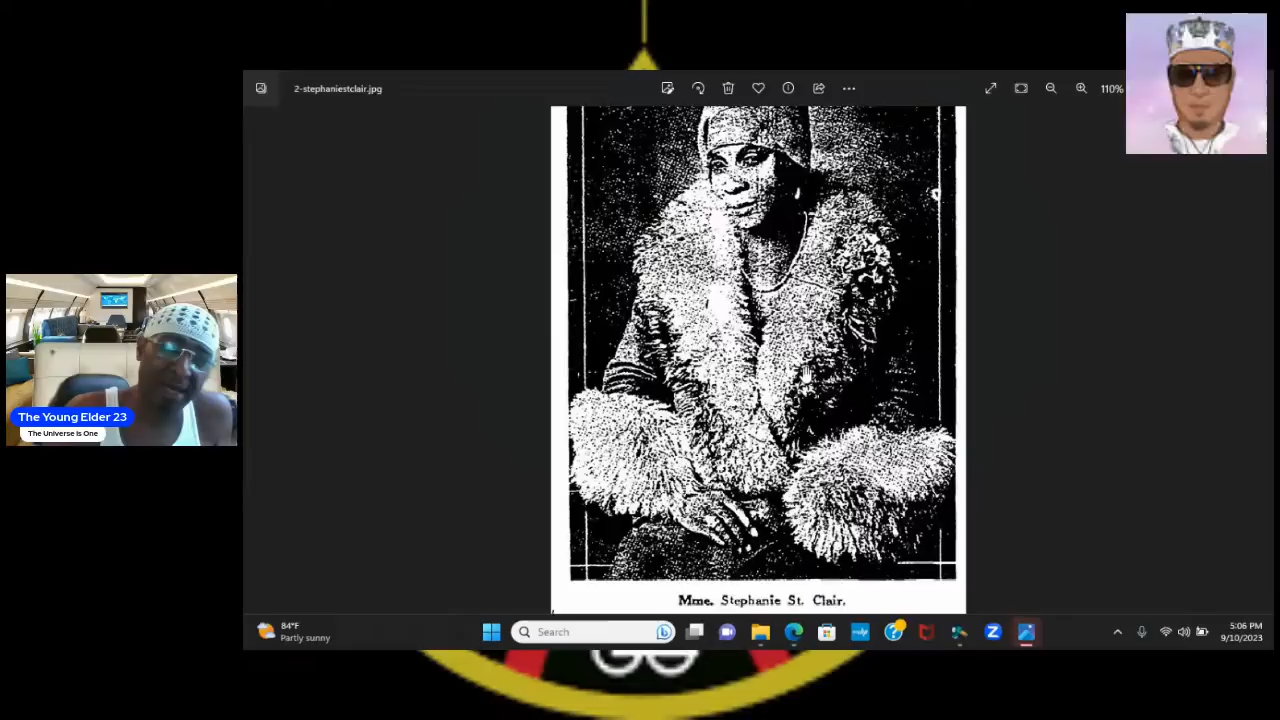 2-stephaniestclair.jpg
110%
Mme. Stephanie St. Clair.
The Young Elder 23
The Universe is One
84°F
Partly sunny
Search
5:06 PM
9/10/2023